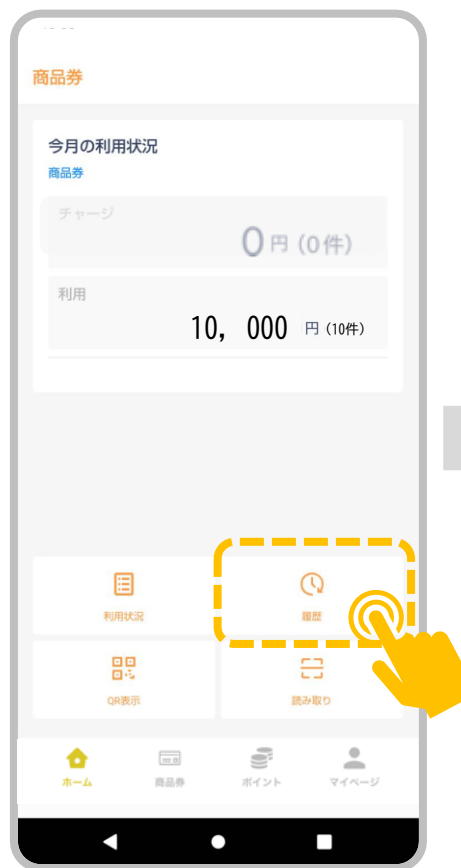 商品券
今月の利用状況
商品券
チャージ
0円 (0件)
利用
10, 000 円 (10件)
利用状況
履歴
QR表示
読み取り
ホーム
商品券
ポイント
マイページ